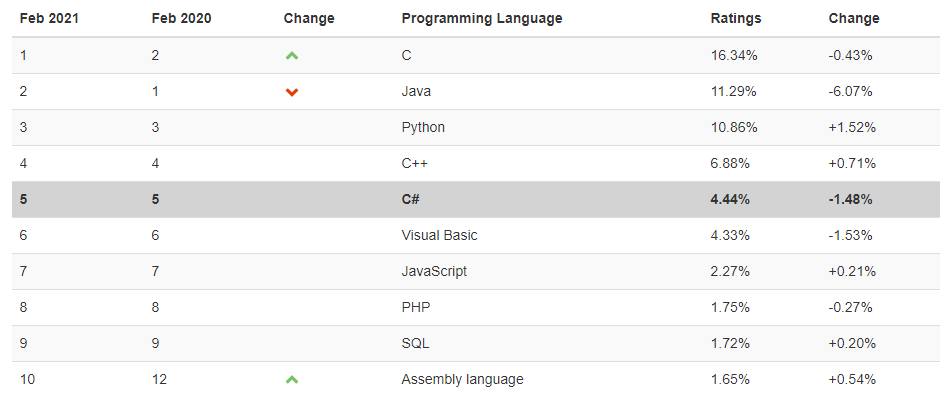 Feb 2021 Feb 2020 Change Programming Language Ratings Change
1 2 C 16.34% -0.43%
2 1 Java 11.29% -6.07%
3 3 Python 10.86% +1.52%
4 4 C++ 6.88% +0.71%
5 5 C# 4.44% -1.48%
6 6 Visual Basic 4.33% -1.53%
7 7 JavaScript 2.27% +0.21%
8 8 PHP 1.75% -0.27%
9 9 SQL 1.72% +0.20%
10 12 Assembly language 1.65% +0.54%